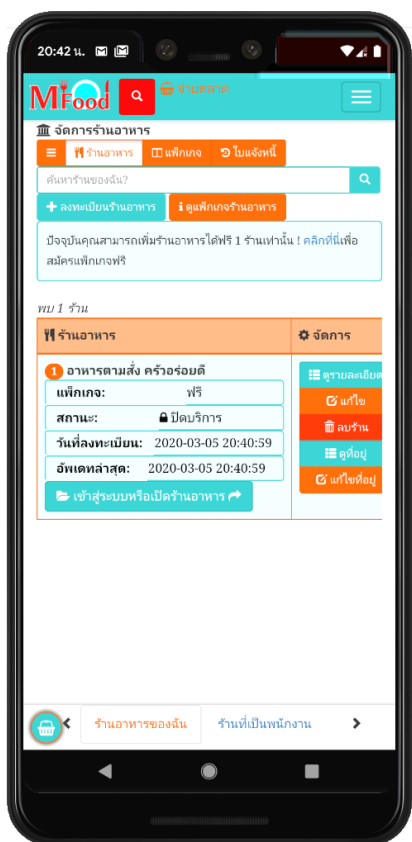 20:42 น.
MFood
จ่ายตลาด
จัดการร้านอาหาร
ร้านอาหาร แพ็กเกจ ใบแจ้งหนี้
ค้นหาร้านของฉัน?
ลงทะเบียนร้านอาหาร ดูแพ็กเกจร้านอาหาร
ปัจจุบันคุณสามารถเพิ่มร้านอาหารได้ฟรี 1 ร้านเท่านั้น ! คลิกที่นี่เพื่อ
สมัครแพ็กเกจฟรี
พบ 1 ร้าน
ร้านอาหาร จัดการ
1 อาหารตามสั่ง ครัวอร่อยดี
แพ็กเกจ: ฟรี
สถานะ: ปิดบริการ
วันที่ลงทะเบียน: 2020-03-05 20:40:59
อัพเดทล่าสุด: 2020-03-05 20:40:59
เข้าสู่ระบบหรือเปิดร้านอาหาร
ดูรายละเอียด
แก้ไข
ลบร้าน
ดูที่อยู่
แก้ไขที่อยู่
ร้านอาหารของฉัน ร้านที่เป็นพนักงาน